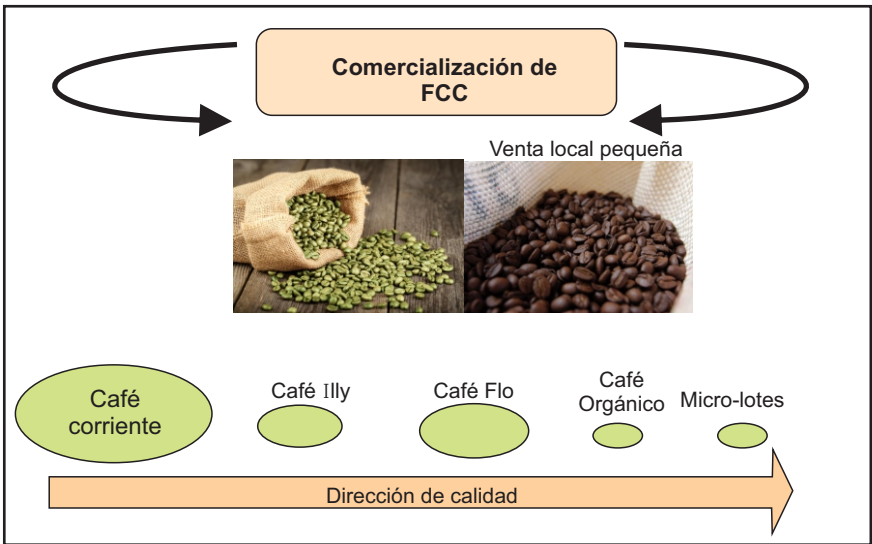 Comercialización de
FCC
Venta local pequeña
Café
corriente
Café Illy
Café Flo
Café
Orgánico
Micro-lotes
Dirección de calidad